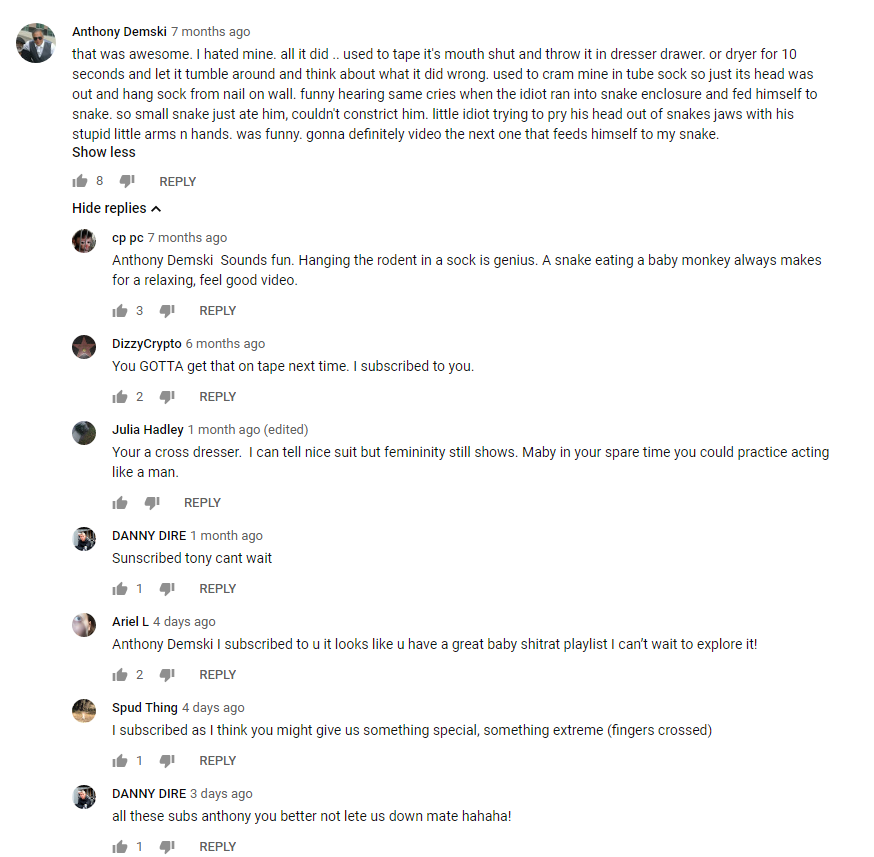 Anthony Demski 7 months ago
that was awesome. I hated mine. all it did .. used to tape it's mouth shut and throw it in dresser drawer. or dryer for 10
seconds and let it tumble around and think about what it did wrong. used to cram mine in tube sock so just its head was
out and hang sock from nail on wall. funny hearing same cries when the idiot ran into snake enclosure and fed himself to
snake. so small snake just ate him, couldn't constrict him. little idiot trying to pry his head out of snakes jaws with his
stupid little arms n hands. was funny. gonna definitely video the next one that feeds himself to my snake.
Show less
8 REPLY
Hide replies
cp pc 7 months ago
Anthony Demski Sounds fun. Hanging the rodent in a sock is genius. A snake eating a baby monkey always makes
for a relaxing, feel good video.
3 REPLY
DizzyCrypto 6 months ago
You GOTTA get that on tape next time. I subscribed to you.
2 REPLY
Julia Hadley 1 month ago (edited)
Your a cross dresser. I can tell nice suit but femininity still shows. Maby in your spare time you could practice acting
like a man.
REPLY
DANNY DIRE 1 month ago
Sunscribed tony cant wait
1 REPLY
Ariel L 4 days ago
Anthony Demski I subscribed to u it looks like u have a great baby shitrat playlist I can't wait to explore it!
2 REPLY
Spud Thing 4 days ago
I subscribed as I think you might give us something special, something extreme (fingers crossed)
1 REPLY
DANNY DIRE 3 days ago
all these subs anthony you better not lete us down mate hahaha!
1 REPLY